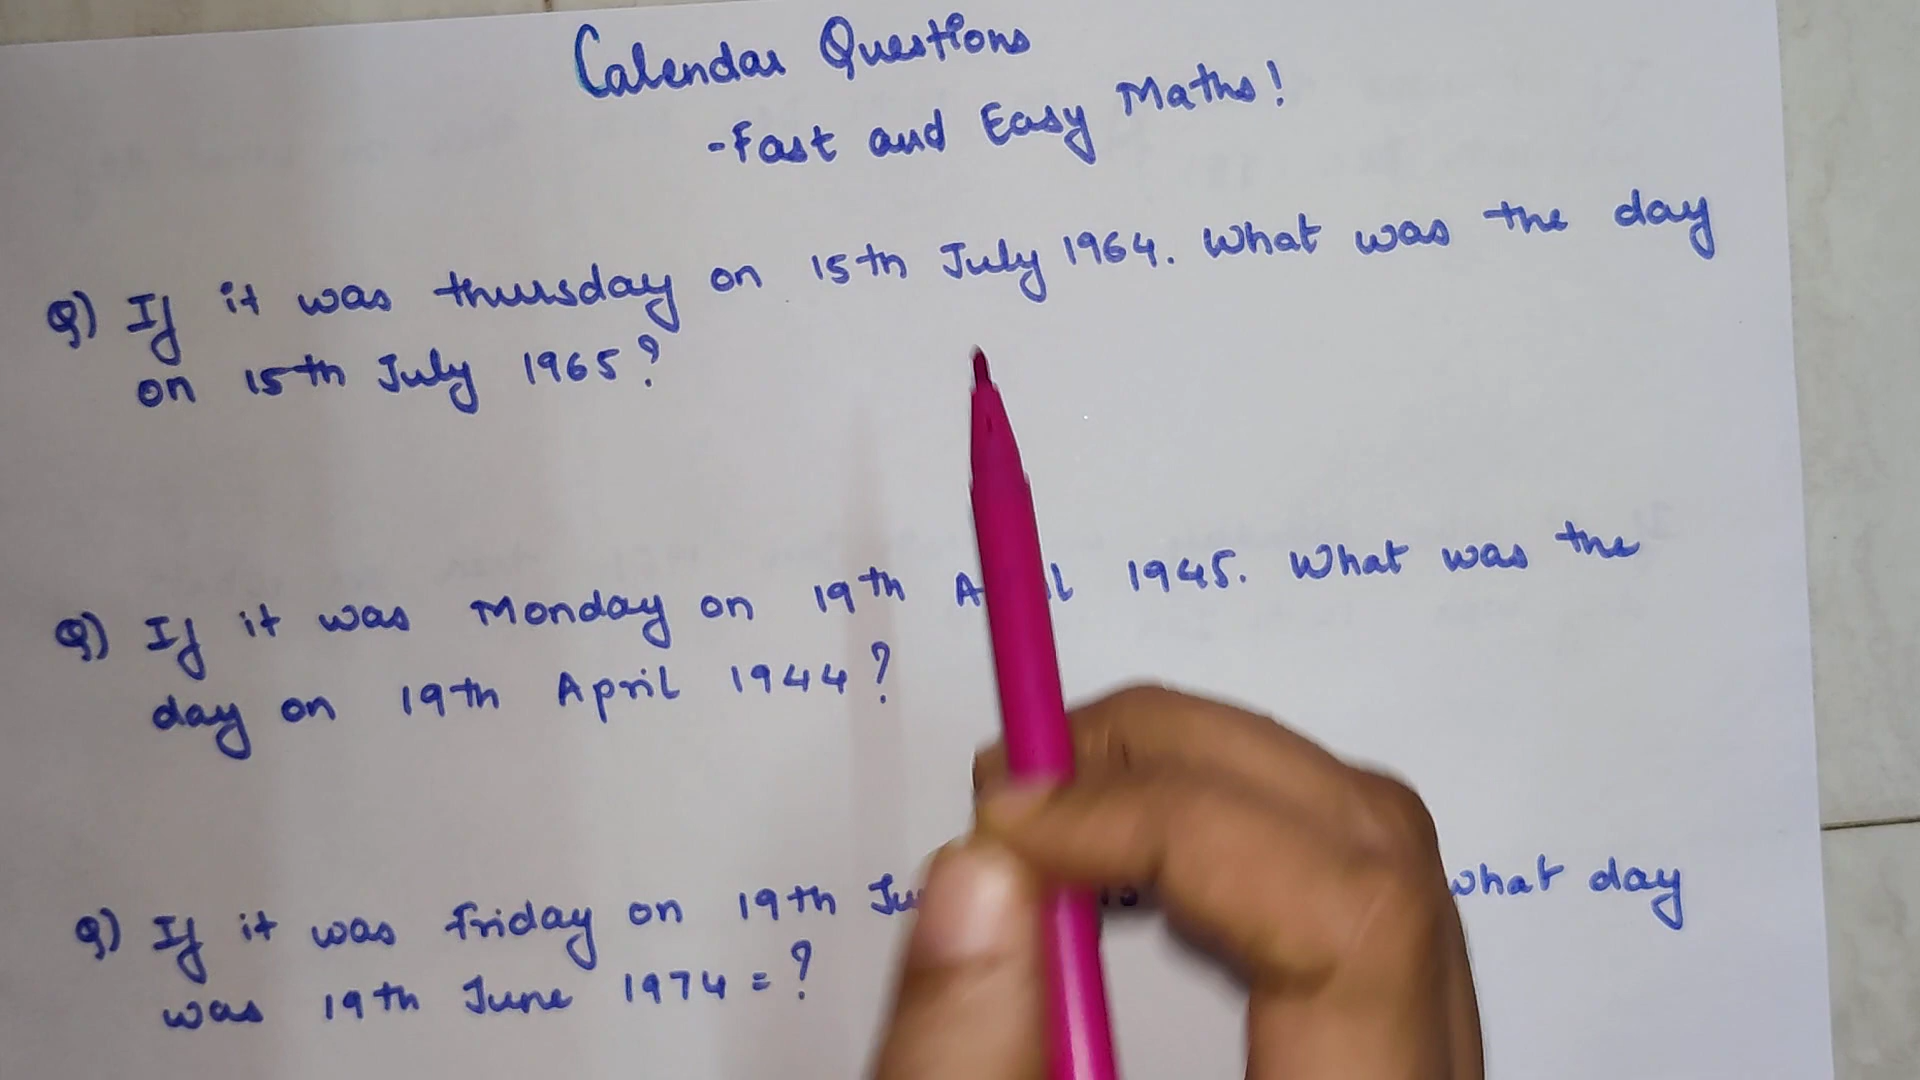 Calendar Questions
-Fast and Easy Maths!
Q) If it was thursday on 15th July 1964. What was the day
on 15th July 1965?
Q) If it was Monday on 19th 1945. What was the
day on 19th April 1944?
Q) If it was friday on 19th what day
was 19th June 1974 = ?